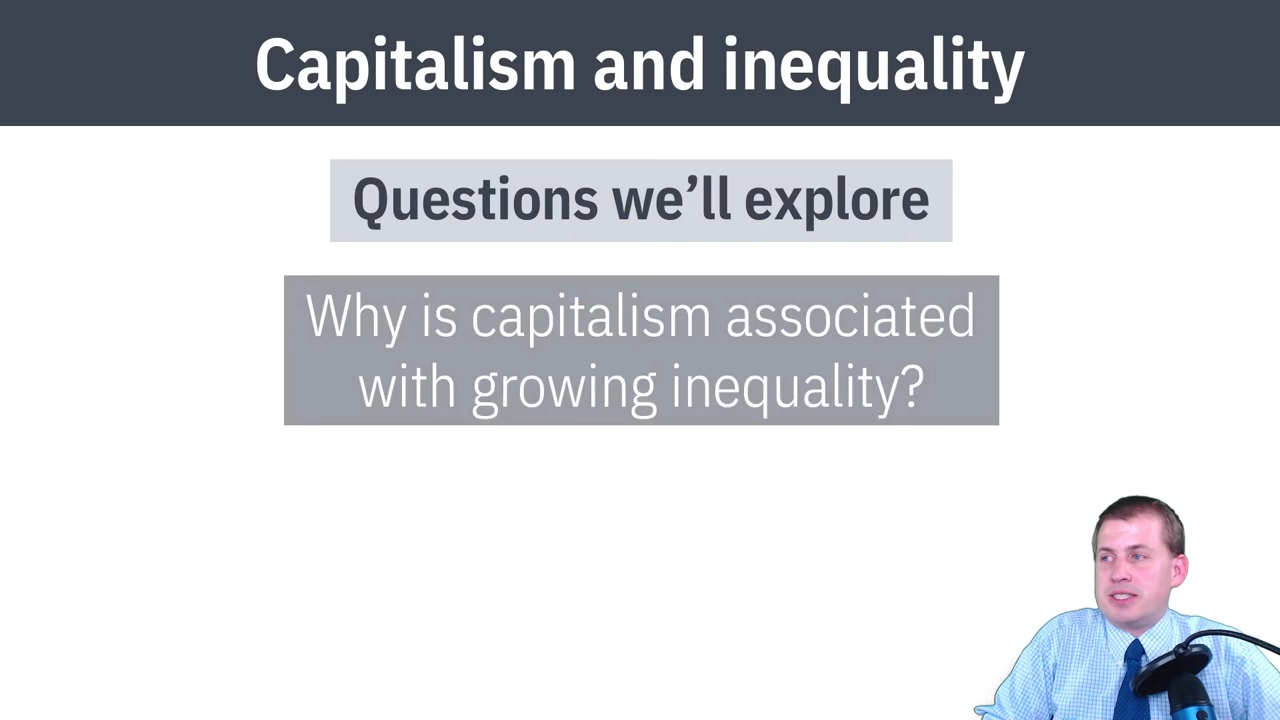 Capitalism and inequality
Questions we’ll explore
Why is capitalism associated
with growing inequality?